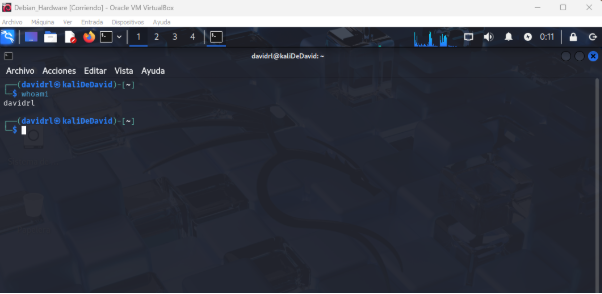 Debian_Hardware [Corriendo] - Oracle VM VirtualBox
Archivo Máquina Ver Entrada Dispositivos Ayuda
1 2 3 4 0:11
davidrl@kaliDeDavid: ~
Archivo Acciones Editar Vista Ayuda
┌──(davidrl㉿kaliDeDavid)-[~]
└─$ whoami
davidrl
┌──(davidrl㉿kaliDeDavid)-[~]
└─$